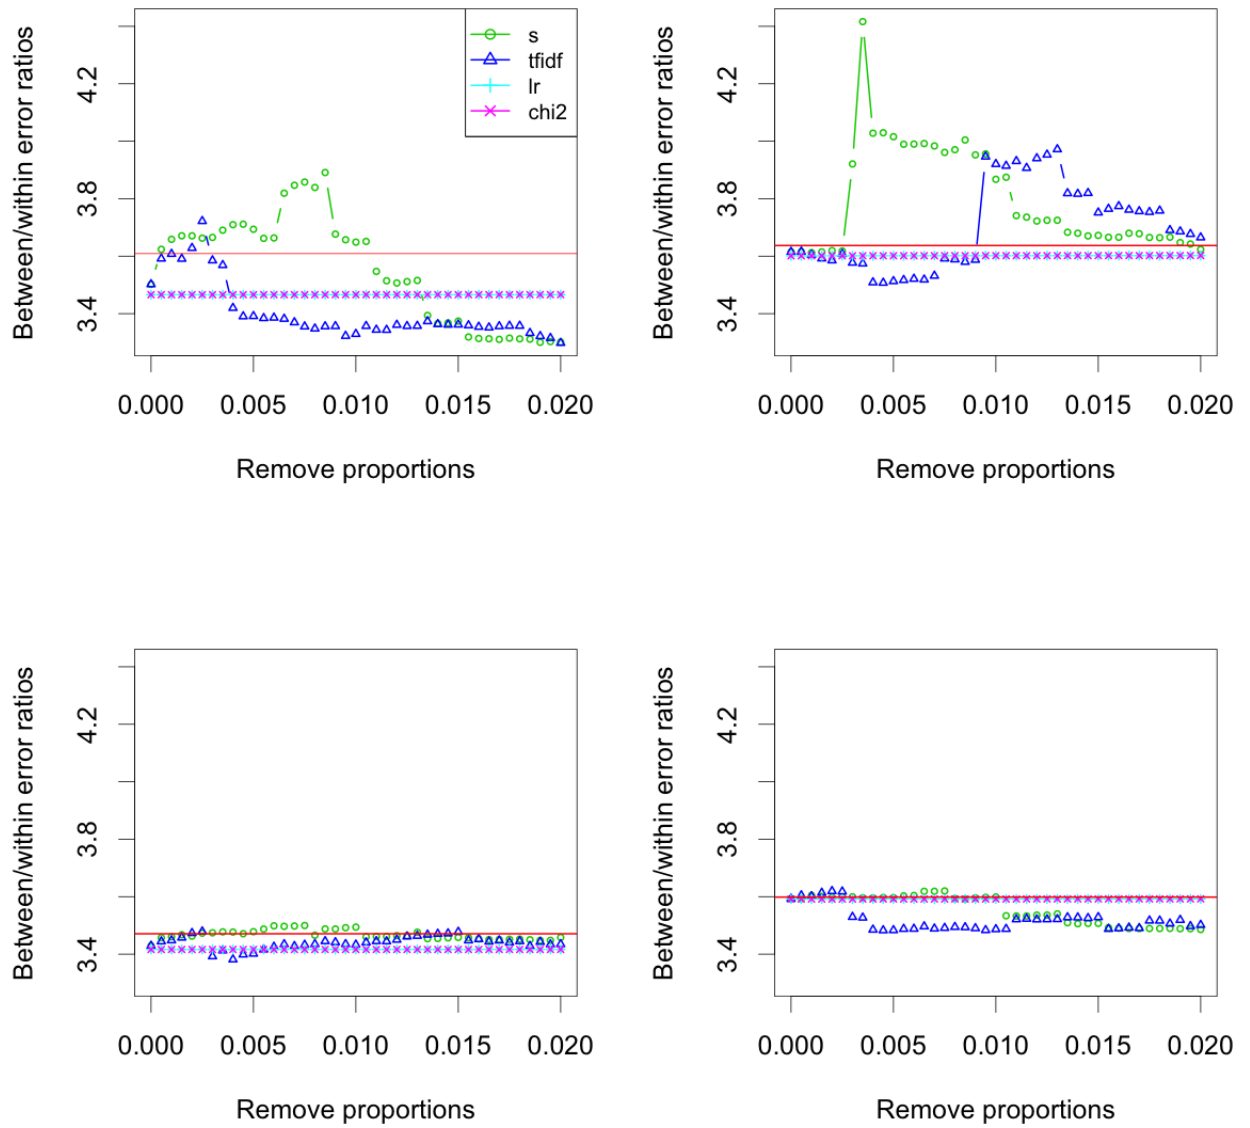 Between/within error ratios
4.2
3.8
3.4
s
tfidf
lr
chi2
0.000 0.005 0.010 0.015 0.020
Remove proportions
Between/within error ratios
4.2
3.8
3.4
0.000 0.005 0.010 0.015 0.020
Remove proportions
Between/within error ratios
4.2
3.8
3.4
0.000 0.005 0.010 0.015 0.020
Remove proportions
Between/within error ratios
4.2
3.8
3.4
0.000 0.005 0.010 0.015 0.020
Remove proportions